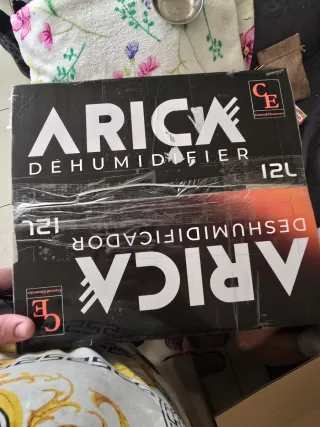 ARICA
DEHUMIDIFIER
12L
CE
12L
DESHUMIDIFICADOR
ARICA
CE